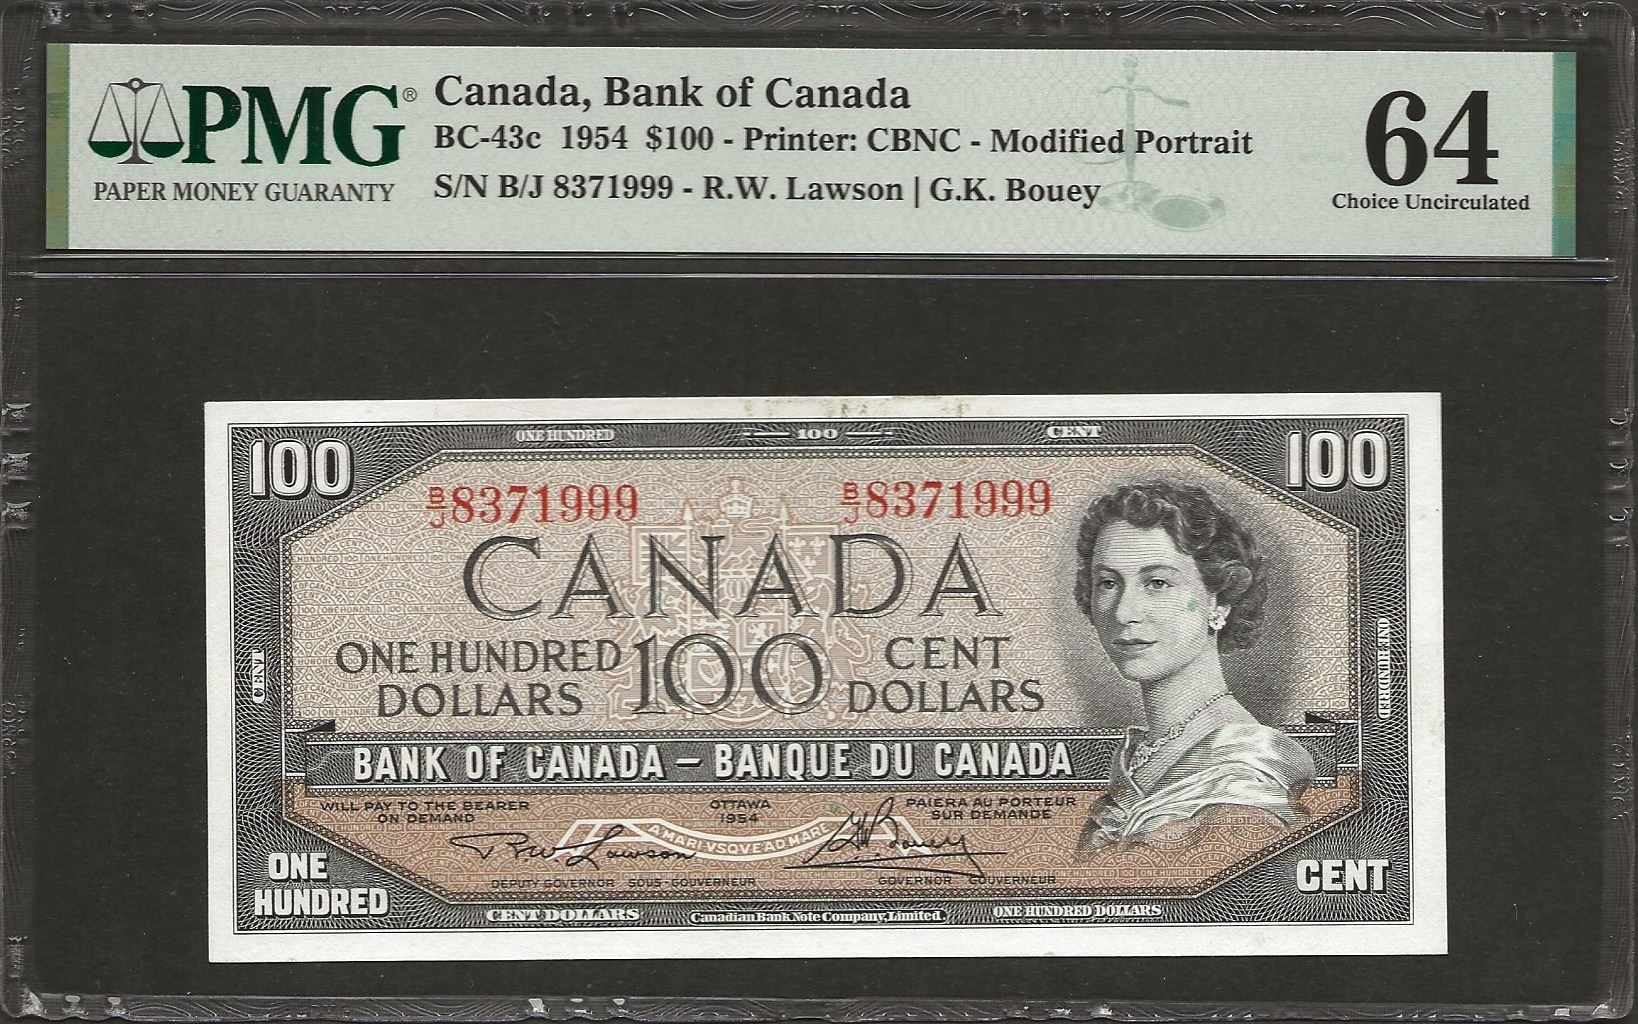 PMG®
PAPER MONEY GUARANTY
Canada, Bank of Canada
BC-43c 1954 $100 - Printer: CBNC - Modified Portrait
S/N B/J 8371999 - R.W. Lawson | G.K. Bouey
64
Choice Uncirculated
ONE HUNDRED 100 CENT
100 100
B/J 8371999 B/J 8371999
CANADA
ONE HUNDRED DOLLARS
100
CENT DOLLARS
CENT
ONE HUNDRED
BANK OF CANADA – BANQUE DU CANADA
WILL PAY TO THE BEARER
ON DEMAND
OTTAWA
1954
PAIERA AU PORTEUR
SUR DEMANDE
A MARI VSQVE AD MARE
DEPUTY GOVERNOR SOUS-GOUVERNEUR
GOVERNOR GOUVERNEUR
ONE
HUNDRED
CENT
CENT DOLLARS
Canadian Bank Note Company, Limited.
ONE HUNDRED DOLLARS